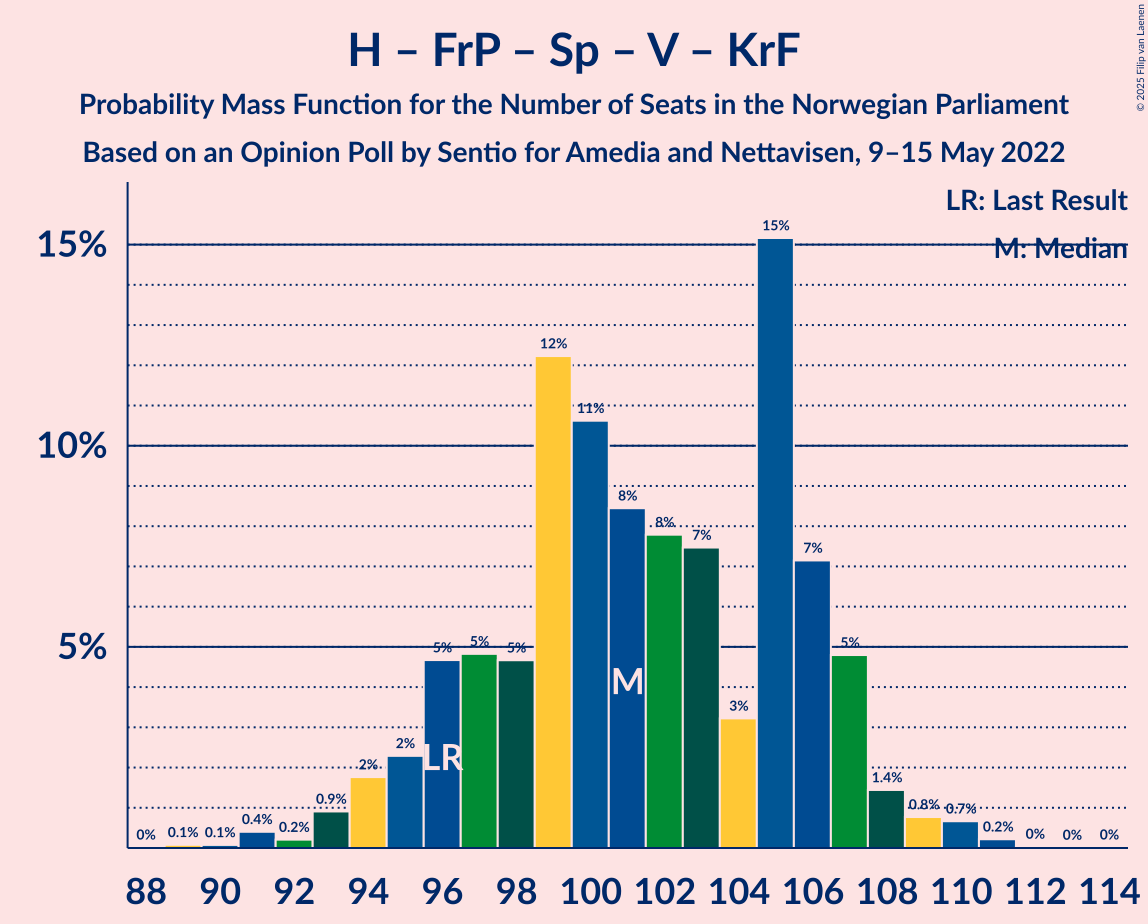 H – FrP – Sp – V – KrF
Probability Mass Function for the Number of Seats in the Norwegian Parliament
Based on an Opinion Poll by Sentio for Amedia and Nettavisen, 9–15 May 2022
© 2025 Filip van Laenen
LR: Last Result
M: Median
15%
10%
5%
0% 0.1% 0.1% 0.4% 0.2% 0.9% 2% 2% 5% 5% 5% 12% 11% 8% 8% 7% 3% 15% 7% 5% 1.4% 0.8% 0.7% 0.2% 0% 0% 0%
LR
M
88 90 92 94 96 98 100 102 104 106 108 110 112 114